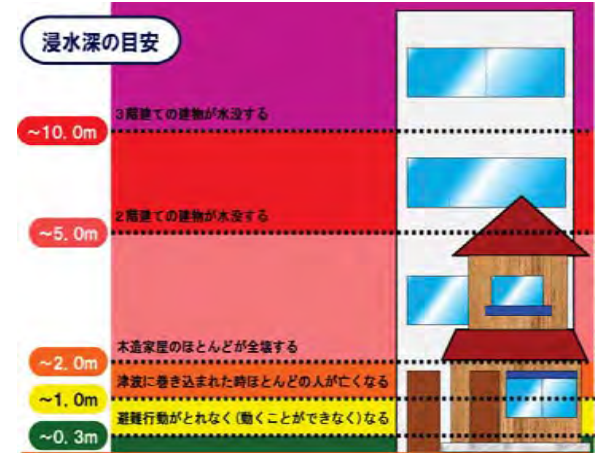 浸水深の目安
3階建ての建物が水没する
~10.0m
2階建ての建物が水没する
~5.0m
木造家屋のほとんどが全壊する
~2.0m
津波に巻き込まれた時ほとんどの人が亡くなる
~1.0m
避難行動がとれなく(動くことができなく)なる
~0.3m